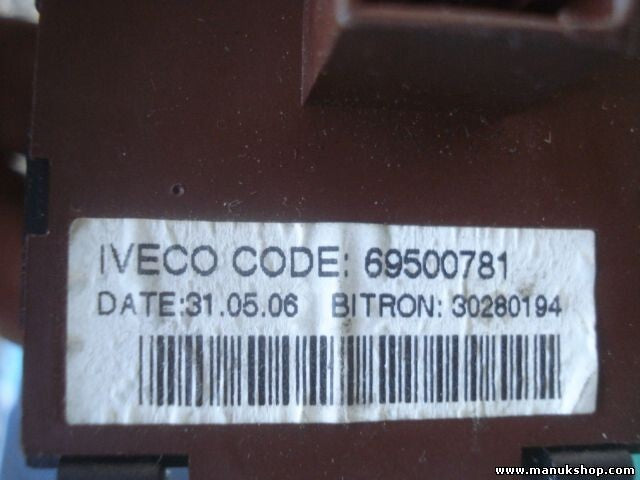 IVECO CODE: 69500781
DATE:31.05.06 BITRON: 30280194
www.manukshop.com